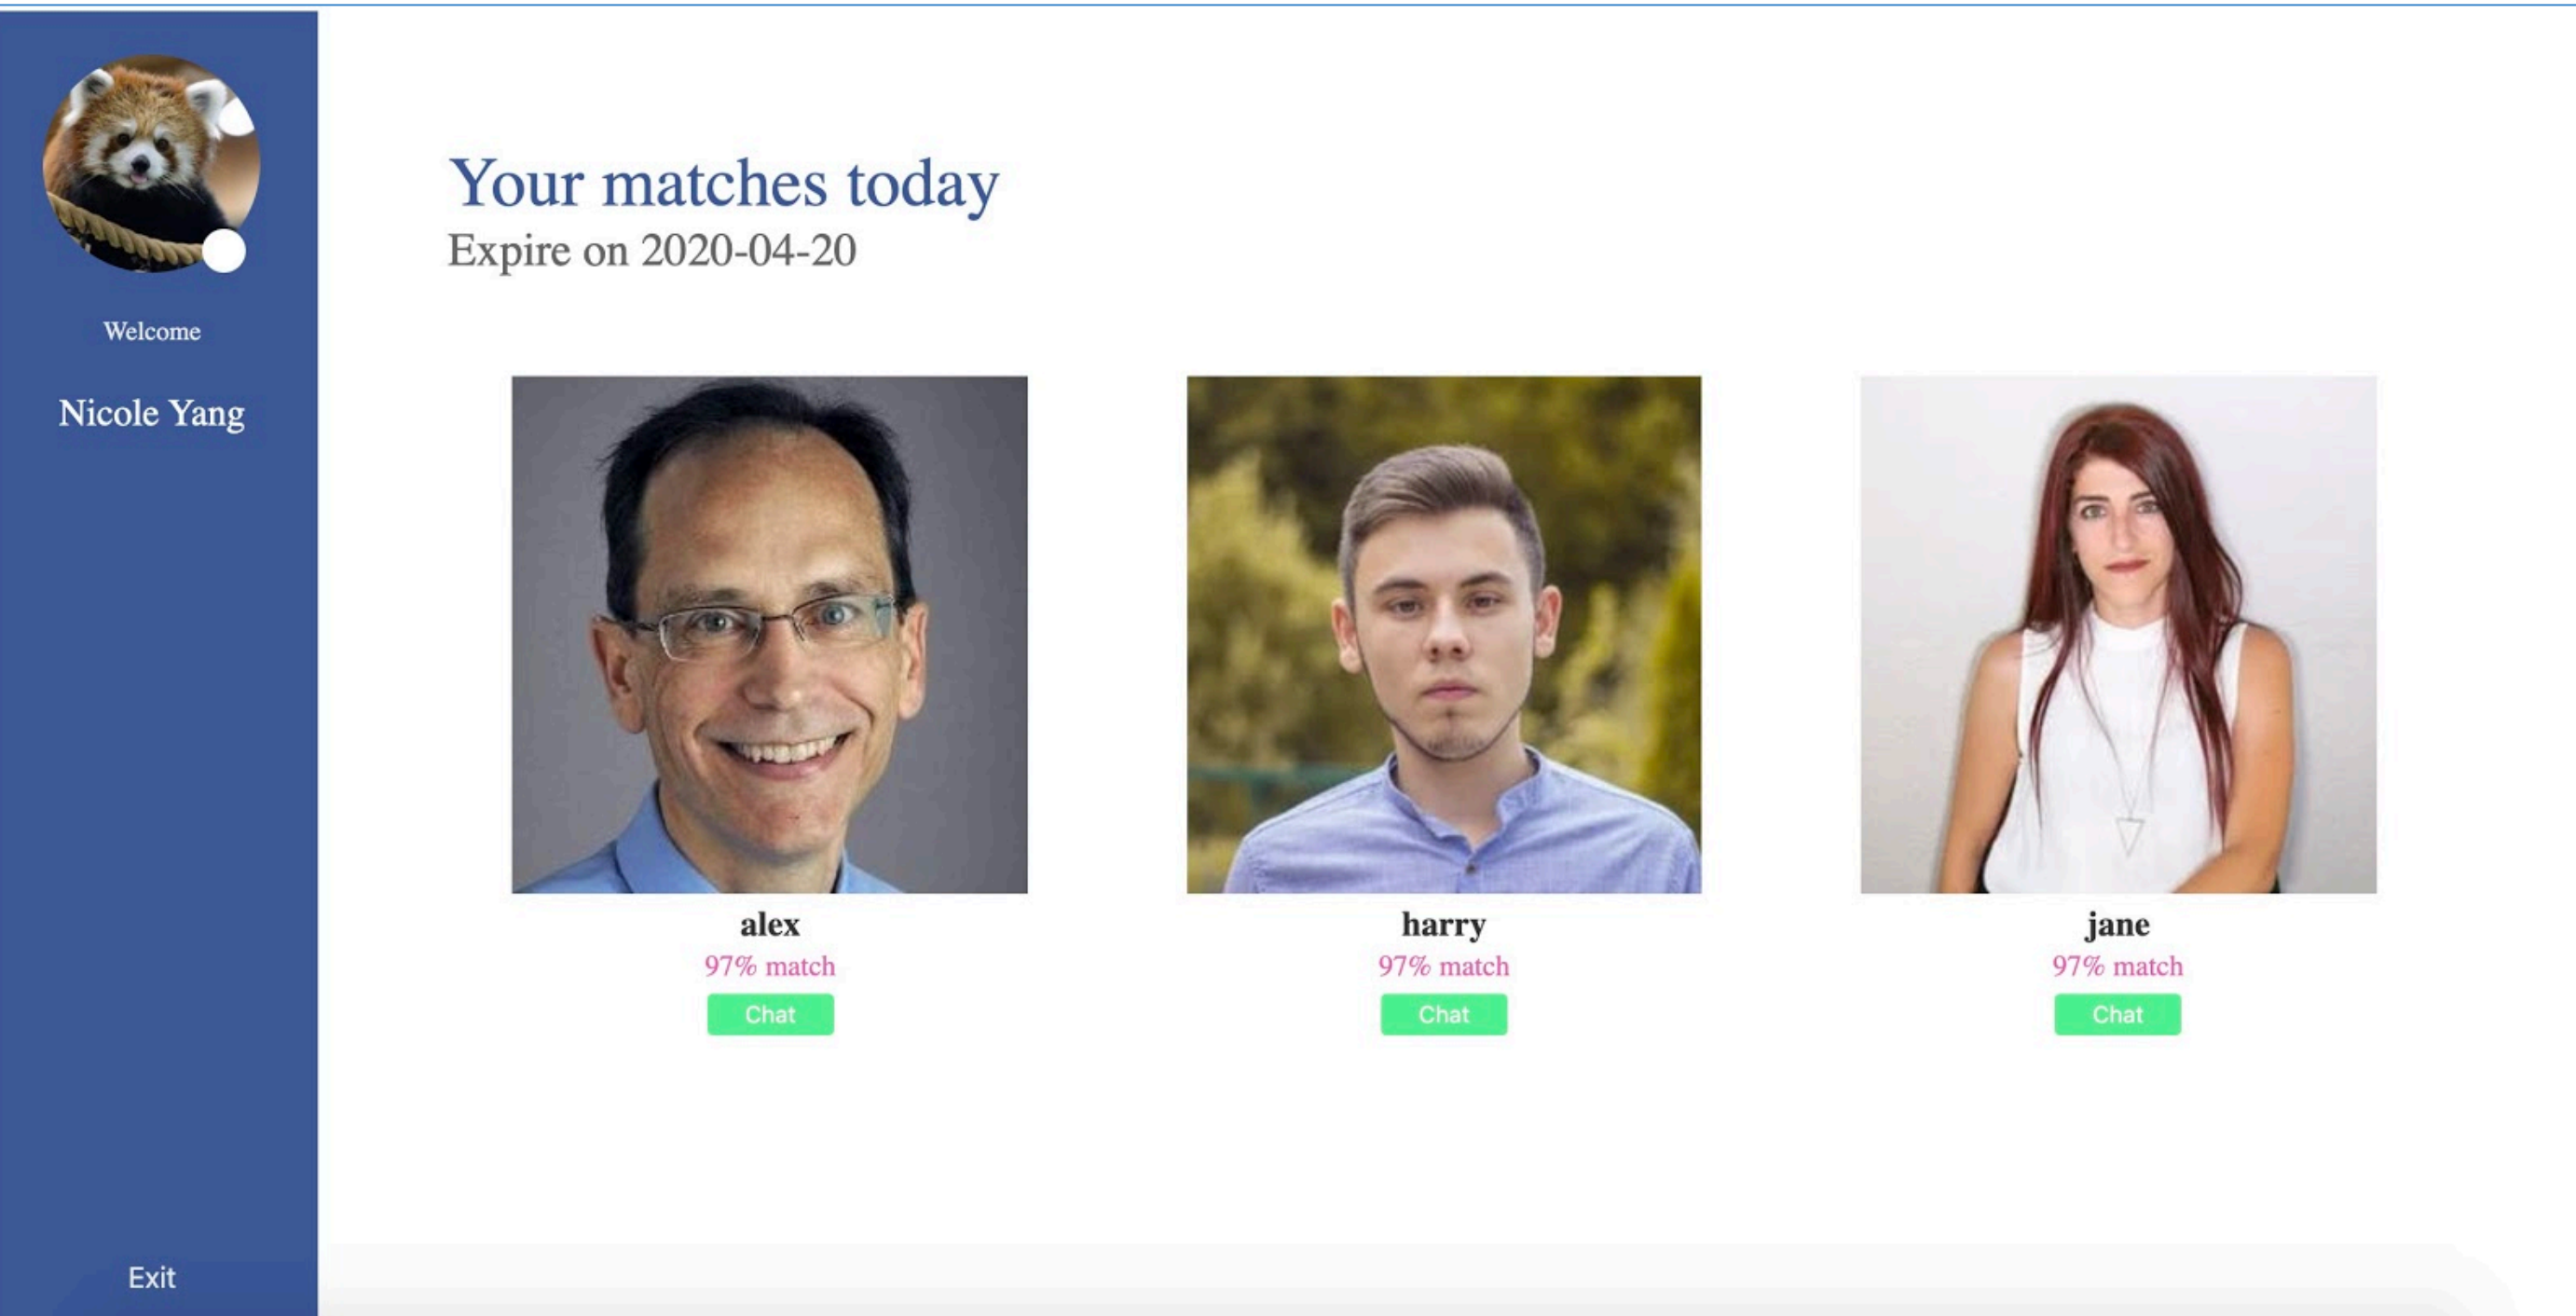 Welcome
Nicole Yang
Exit
Your matches today
Expire on 2020-04-20
alex
97% match
Chat
harry
97% match
Chat
jane
97% match
Chat